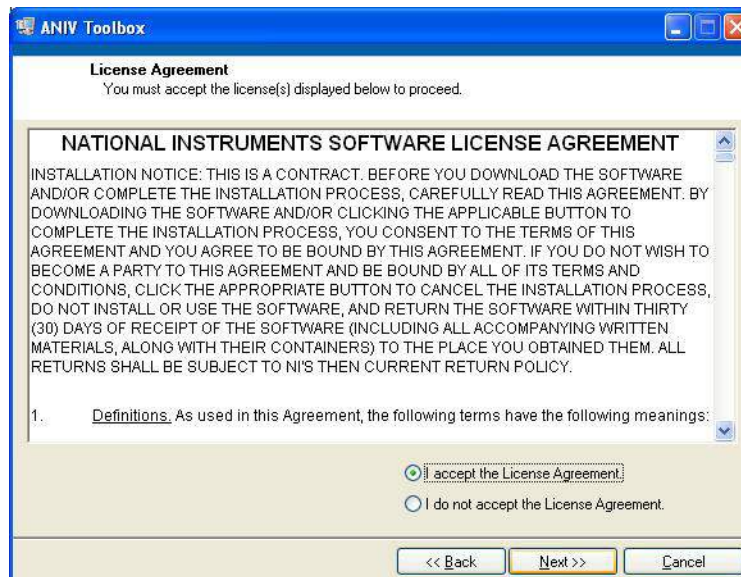 ANIV Toolbox
License Agreement
You must accept the license(s) displayed below to proceed.
NATIONAL INSTRUMENTS SOFTWARE LICENSE AGREEMENT
INSTALLATION NOTICE: THIS IS A CONTRACT. BEFORE YOU DOWNLOAD THE SOFTWARE
AND/OR COMPLETE THE INSTALLATION PROCESS, CAREFULLY READ THIS AGREEMENT. BY
DOWNLOADING THE SOFTWARE AND/OR CLICKING THE APPLICABLE BUTTON TO
COMPLETE THE INSTALLATION PROCESS, YOU CONSENT TO THE TERMS OF THIS
AGREEMENT AND YOU AGREE TO BE BOUND BY THIS AGREEMENT. IF YOU DO NOT WISH TO
BECOME A PARTY TO THIS AGREEMENT AND BE BOUND BY ALL OF ITS TERMS AND
CONDITIONS, CLICK THE APPROPRIATE BUTTON TO CANCEL THE INSTALLATION PROCESS,
DO NOT INSTALL OR USE THE SOFTWARE, AND RETURN THE SOFTWARE WITHIN THIRTY
(30) DAYS OF RECEIPT OF THE SOFTWARE (INCLUDING ALL ACCOMPANYING WRITTEN
MATERIALS, ALONG WITH THEIR CONTAINERS) TO THE PLACE YOU OBTAINED THEM. ALL
RETURNS SHALL BE SUBJECT TO NI'S THEN CURRENT RETURN POLICY.
1. Definitions. As used in this Agreement, the following terms have the following meanings:
I accept the License Agreement.
I do not accept the License Agreement.
<< Back Next >> Cancel